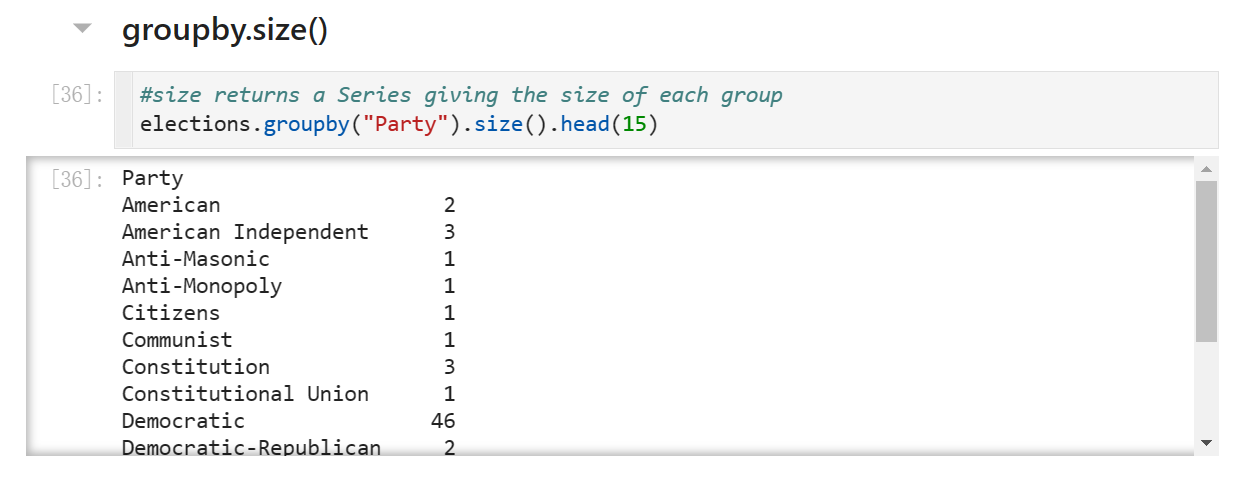 groupby.size()
[36]: #size returns a Series giving the size of each group
elections.groupby("Party").size().head(15)
[36]: Party
American 2
American Independent 3
Anti-Masonic 1
Anti-Monopoly 1
Citizens 1
Communist 1
Constitution 3
Constitutional Union 1
Democratic 46
Democratic-Republican 2